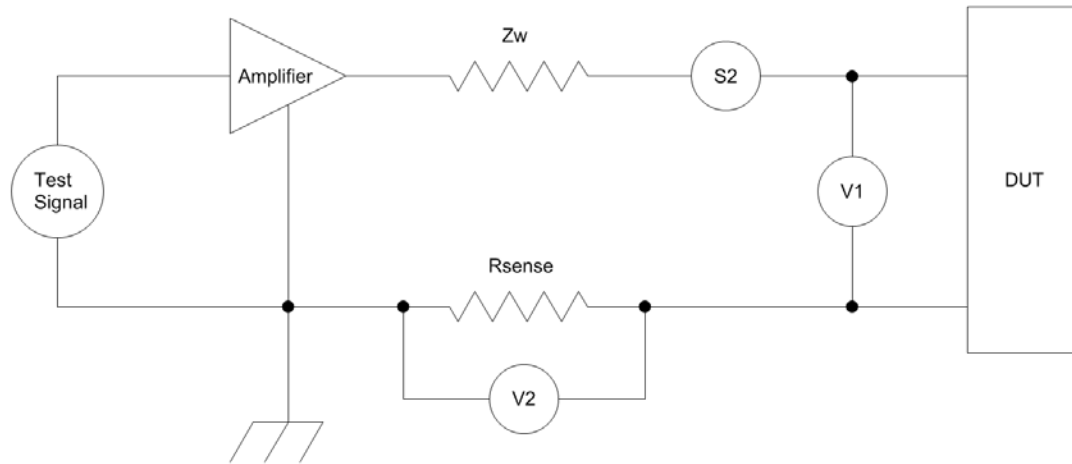 Zw
Amplifier
S2
Test
Signal
V1
DUT
Rsense
V2